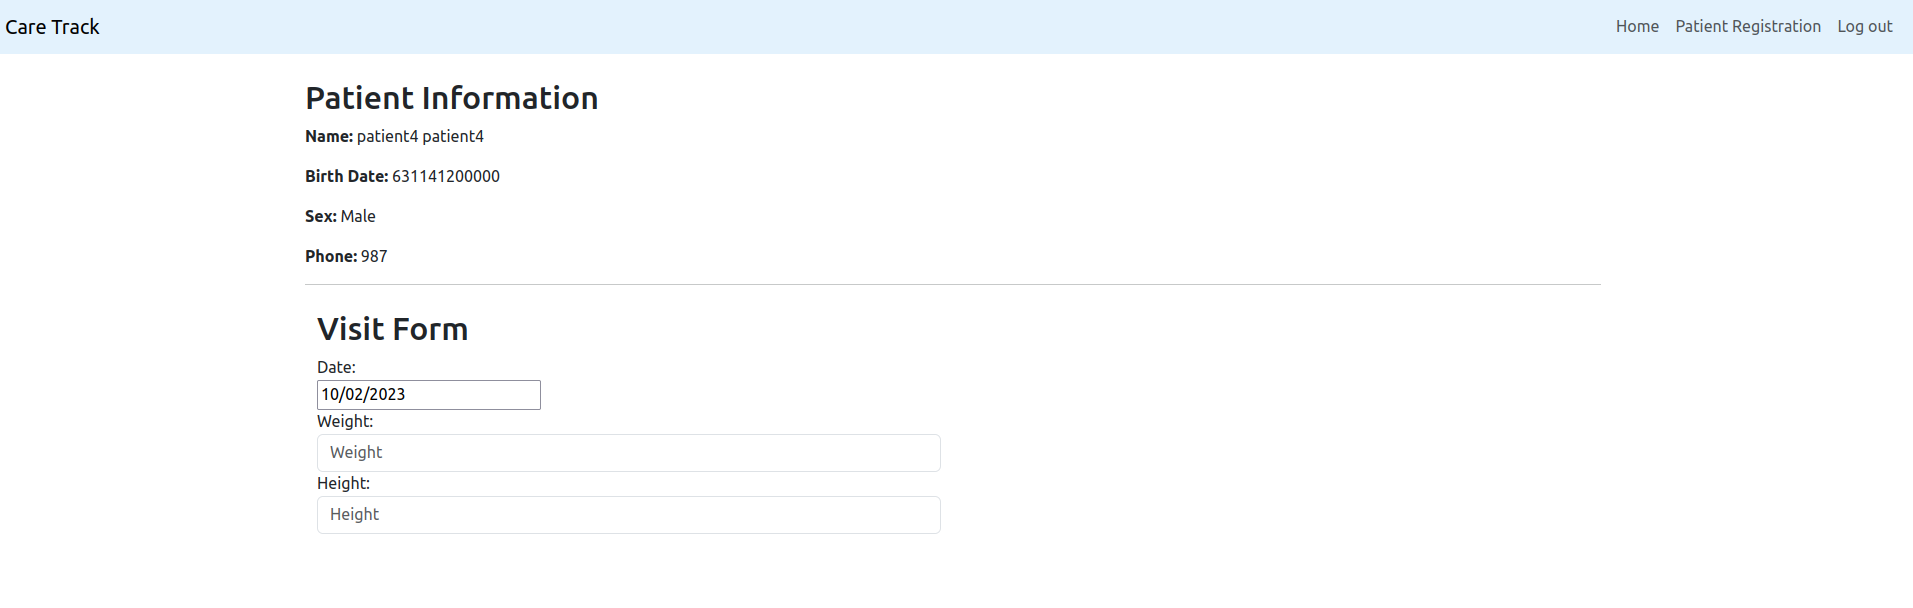 Care Track Home Patient Registration Log out
Patient Information
Name: patient4 patient4
Birth Date: 631141200000
Sex: Male
Phone: 987
Visit Form
Date:
10/02/2023
Weight:
Weight
Height:
Height